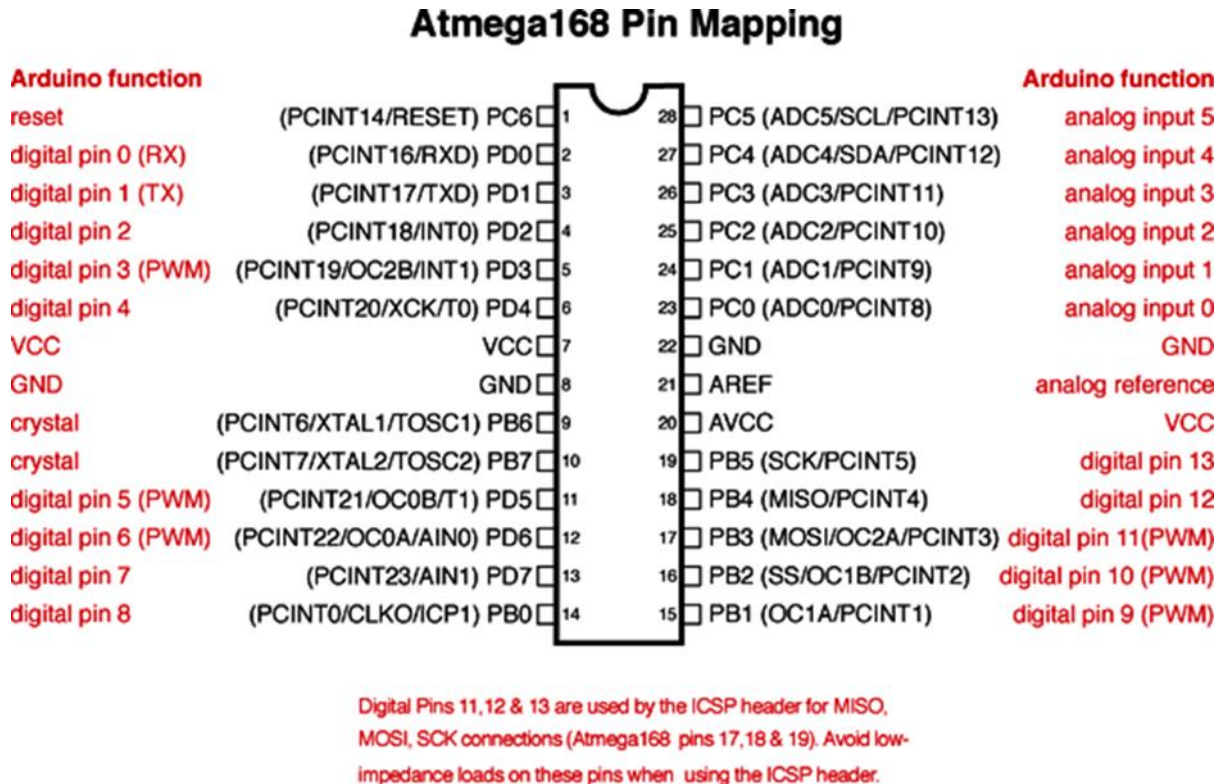 Atmega168 Pin Mapping
Arduino function Arduino function
reset (PCINT14/RESET) PC6 1 28 PC5 (ADC5/SCL/PCINT13) analog input 5
digital pin 0 (RX) (PCINT16/RXD) PD0 2 27 PC4 (ADC4/SDA/PCINT12) analog input 4
digital pin 1 (TX) (PCINT17/TXD) PD1 3 26 PC3 (ADC3/PCINT11) analog input 3
digital pin 2 (PCINT18/INT0) PD2 4 25 PC2 (ADC2/PCINT10) analog input 2
digital pin 3 (PWM) (PCINT19/OC2B/INT1) PD3 5 24 PC1 (ADC1/PCINT9) analog input 1
digital pin 4 (PCINT20/XCK/T0) PD4 6 23 PC0 (ADC0/PCINT8) analog input 0
VCC VCC 7 22 GND GND
GND GND 8 21 AREF analog reference
crystal (PCINT6/XTAL1/TOSC1) PB6 9 20 AVCC VCC
crystal (PCINT7/XTAL2/TOSC2) PB7 10 19 PB5 (SCK/PCINT5) digital pin 13
digital pin 5 (PWM) (PCINT21/OC0B/T1) PD5 11 18 PB4 (MISO/PCINT4) digital pin 12
digital pin 6 (PWM) (PCINT22/OC0A/AIN0) PD6 12 17 PB3 (MOSI/OC2A/PCINT3) digital pin 11(PWM)
digital pin 7 (PCINT23/AIN1) PD7 13 16 PB2 (SS/OC1B/PCINT2) digital pin 10 (PWM)
digital pin 8 (PCINT0/CLKO/ICP1) PB0 14 15 PB1 (OC1A/PCINT1) digital pin 9 (PWM)
Digital Pins 11,12 & 13 are used by the ICSP header for MISO,
MOSI, SCK connections (Atmega168 pins 17,18 & 19). Avoid low-
impedance loads on these pins when using the ICSP header.